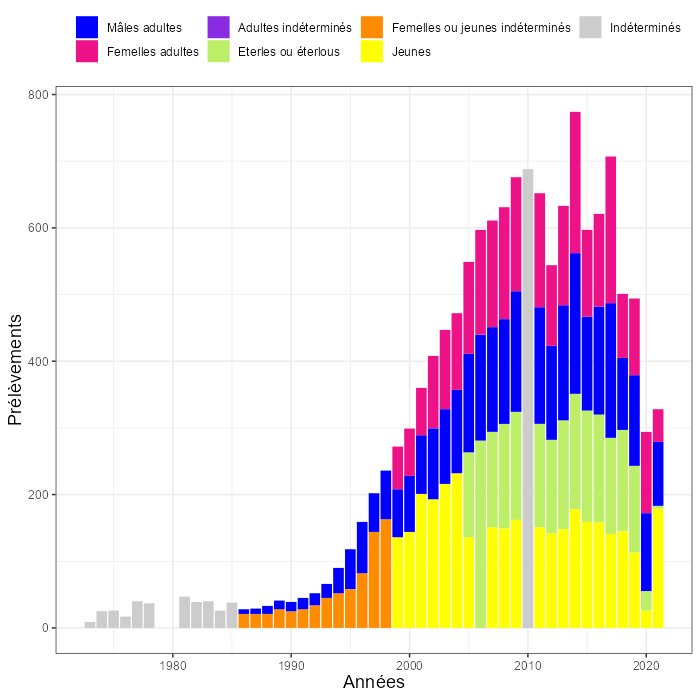 Mâles adultes Adultes indéterminés Femelles ou jeunes indéterminés Indéterminés
Femelles adultes Eterles ou éterlous Jeunes
800
600
400
200
0
Prélèvements
1980 1990 2000 2010 2020
Années